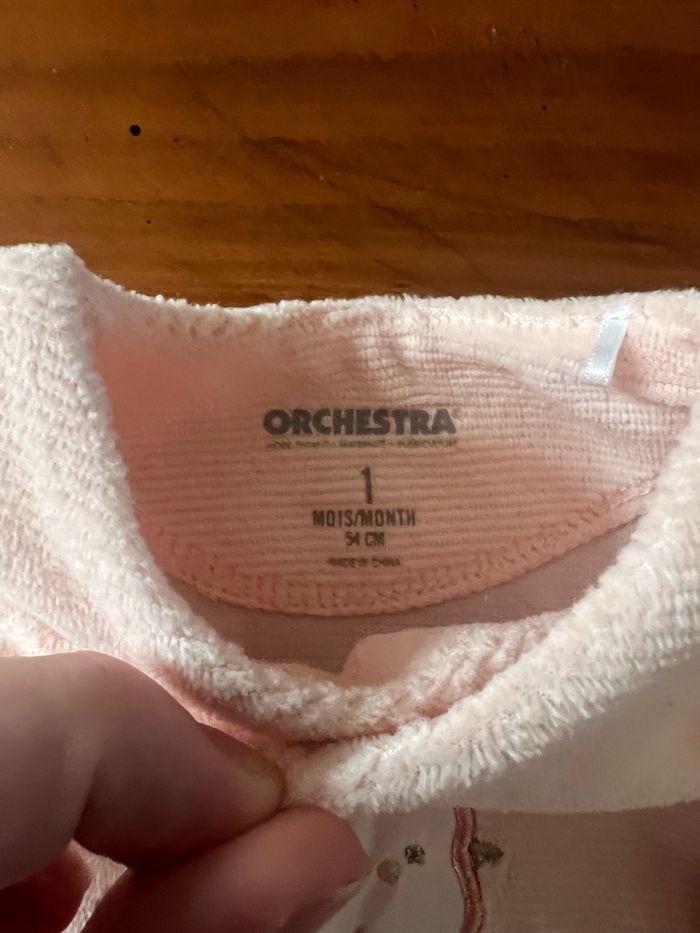 ORCHESTRA
1
MOIS/MONTH
54 CM
MADE IN CHINA